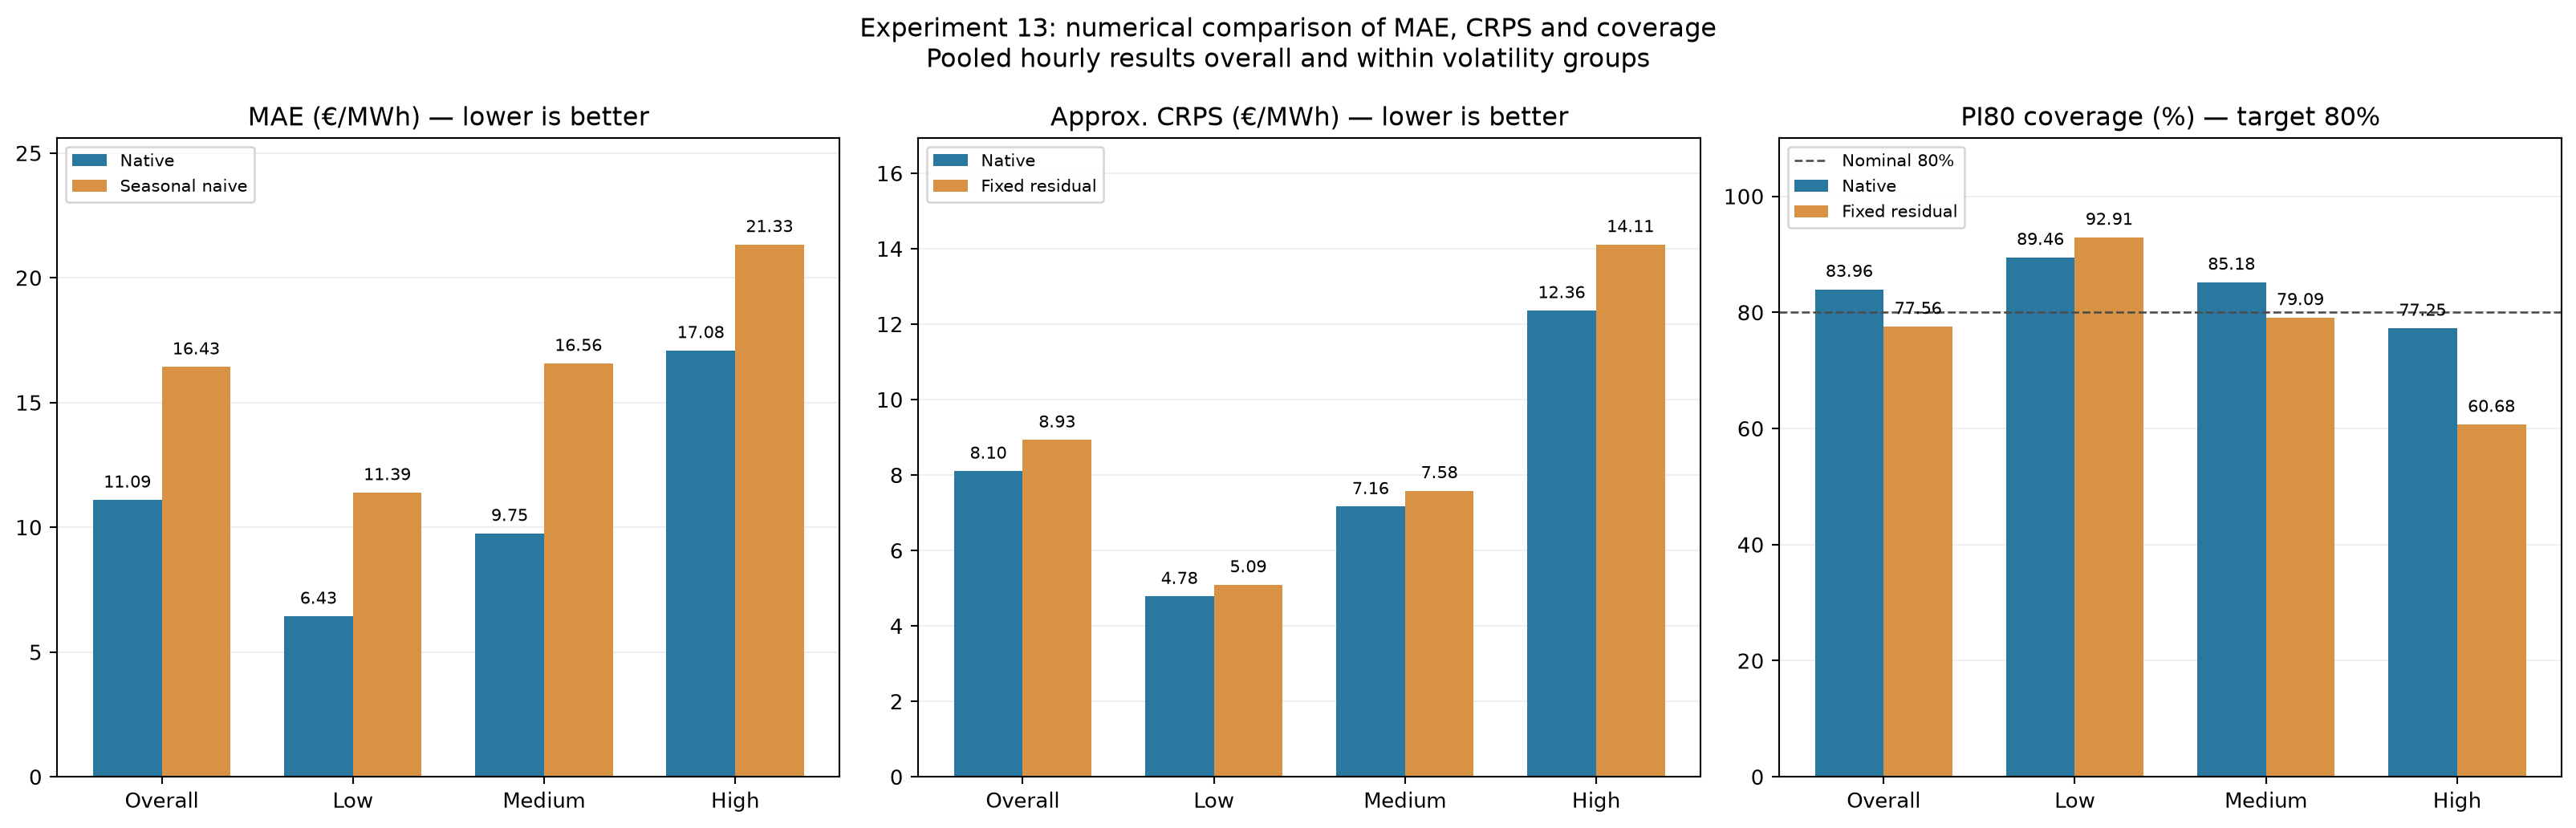 Experiment 13: numerical comparison of MAE, CRPS and coverage
Pooled hourly results overall and within volatility groups
MAE (€/MWh) — lower is better
25
20
15
10
5
0
Native
Seasonal naive
11.09
16.43
6.43
11.39
9.75
16.56
17.08
21.33
Overall
Low
Medium
High
Approx. CRPS (€/MWh) — lower is better
16
14
12
10
8
6
4
2
0
Native
Fixed residual
8.10
8.93
4.78
5.09
7.16
7.58
12.36
14.11
Overall
Low
Medium
High
PI80 coverage (%) — target 80%
100
80
60
40
20
0
Nominal 80%
Native
Fixed residual
83.96
77.56
89.46
92.91
85.18
79.09
77.25
60.68
Overall
Low
Medium
High